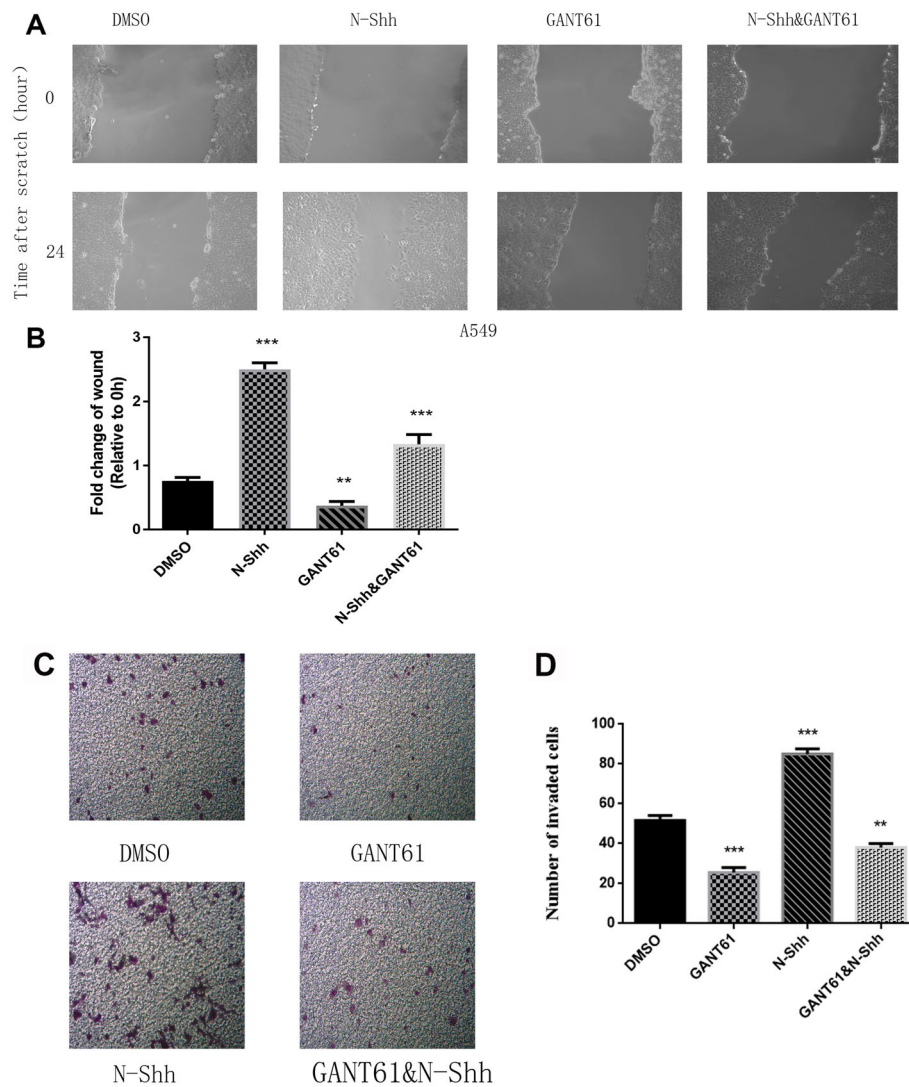 A
DMSO
N-Shh
GANT61
N-Shh&GANT61
Time after scratch (hour)
0
24
A549
B
Fold change of wound
(Relative to 0h)
3
2
1
0
***
**
***
DMSO
N-Shh
GANT61
N-Shh&GANT61
C
DMSO
GANT61
N-Shh
GANT61&N-Shh
D
Number of invaded cells
100
80
60
40
20
0
***
***
**
DMSO
GANT61
N-Shh
GANT61&N-Shh